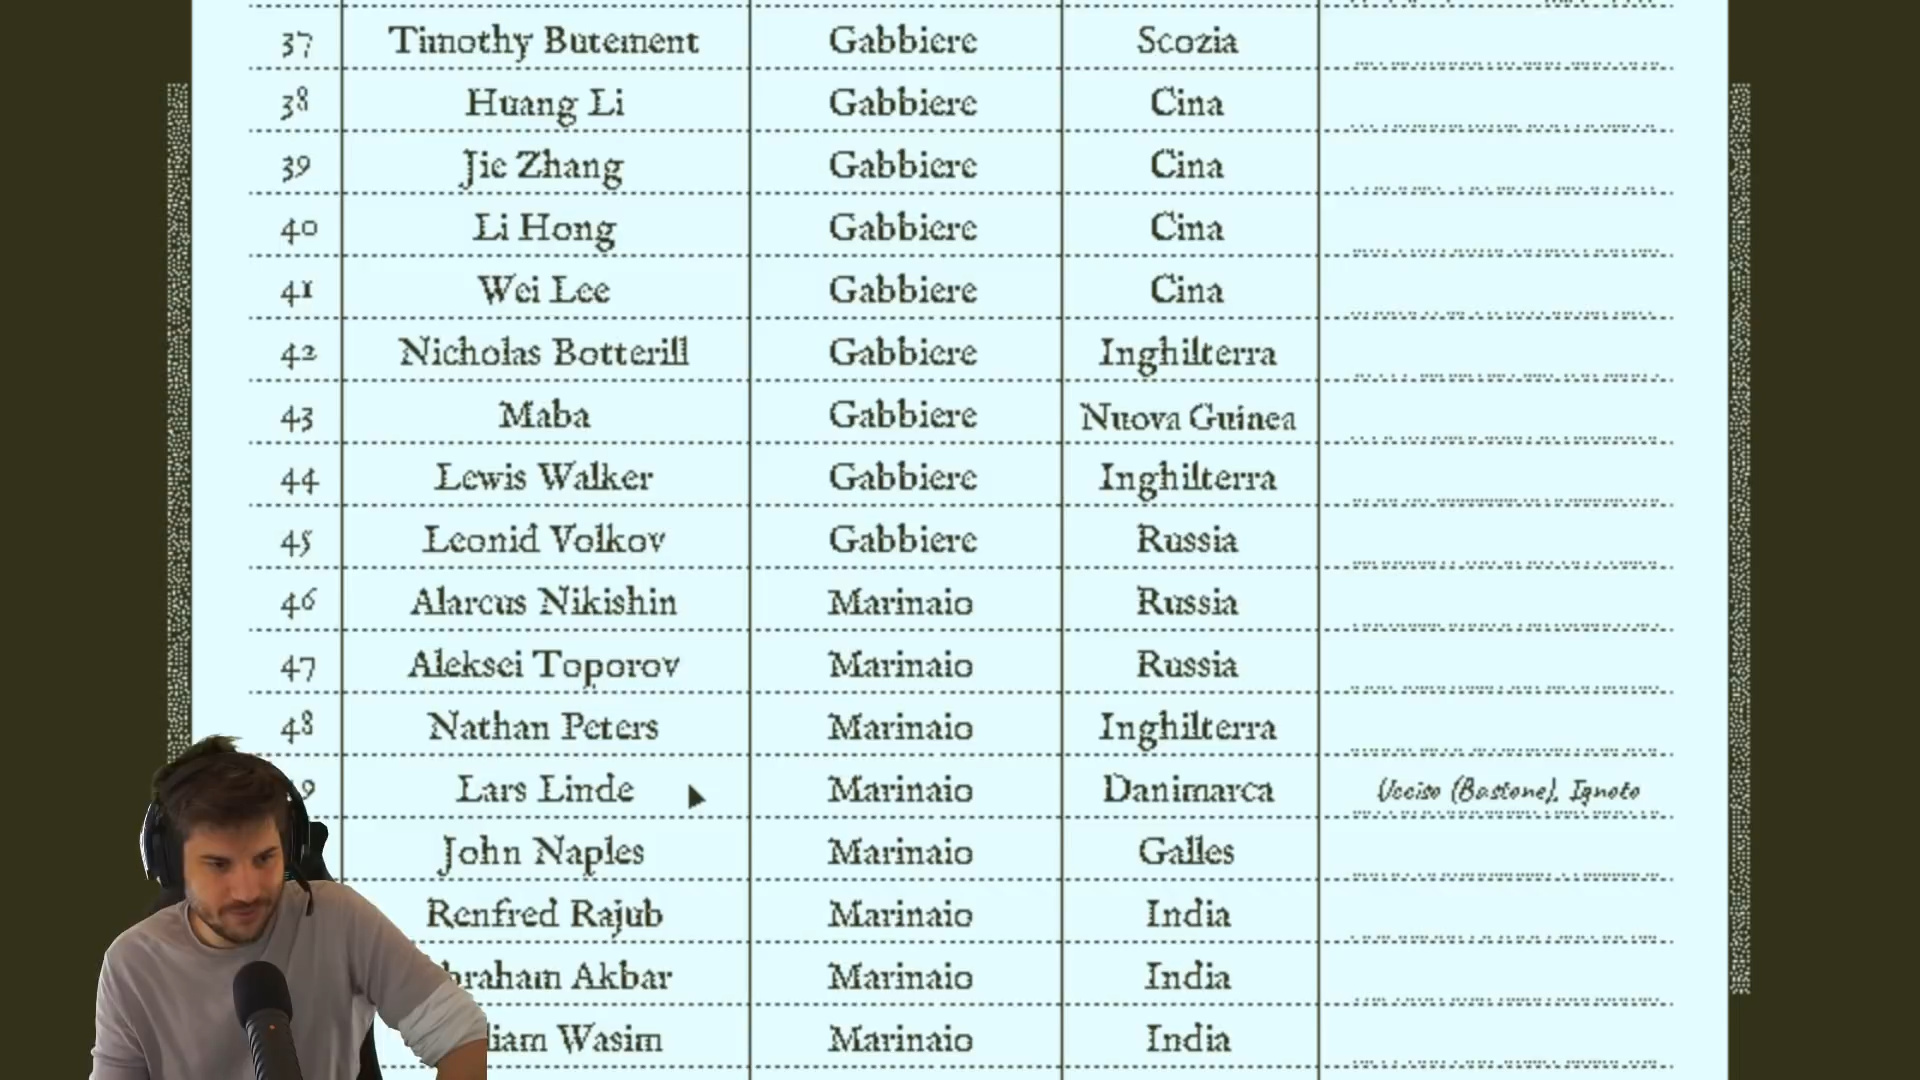 37 Timothy Butement Gabbiere Scozia
38 Huang Li Gabbiere Cina
39 Jie Zhang Gabbiere Cina
40 Li Hong Gabbiere Cina
41 Wei Lee Gabbiere Cina
42 Nicholas Botterill Gabbiere Inghilterra
43 Maba Gabbiere Nuova Guinea
44 Lewis Walker Gabbiere Inghilterra
45 Leonid Volkov Gabbiere Russia
46 Alarcus Nikishin Marinaio Russia
47 Aleksei Toporov Marinaio Russia
48 Nathan Peters Marinaio Inghilterra
9 Lars Linde Marinaio Danimarca Ucciso (Bastone), Ignoto
John Naples Marinaio Galles
Renfred Rajub Marinaio India
braham Akbar Marinaio India
liam Wasim Marinaio India